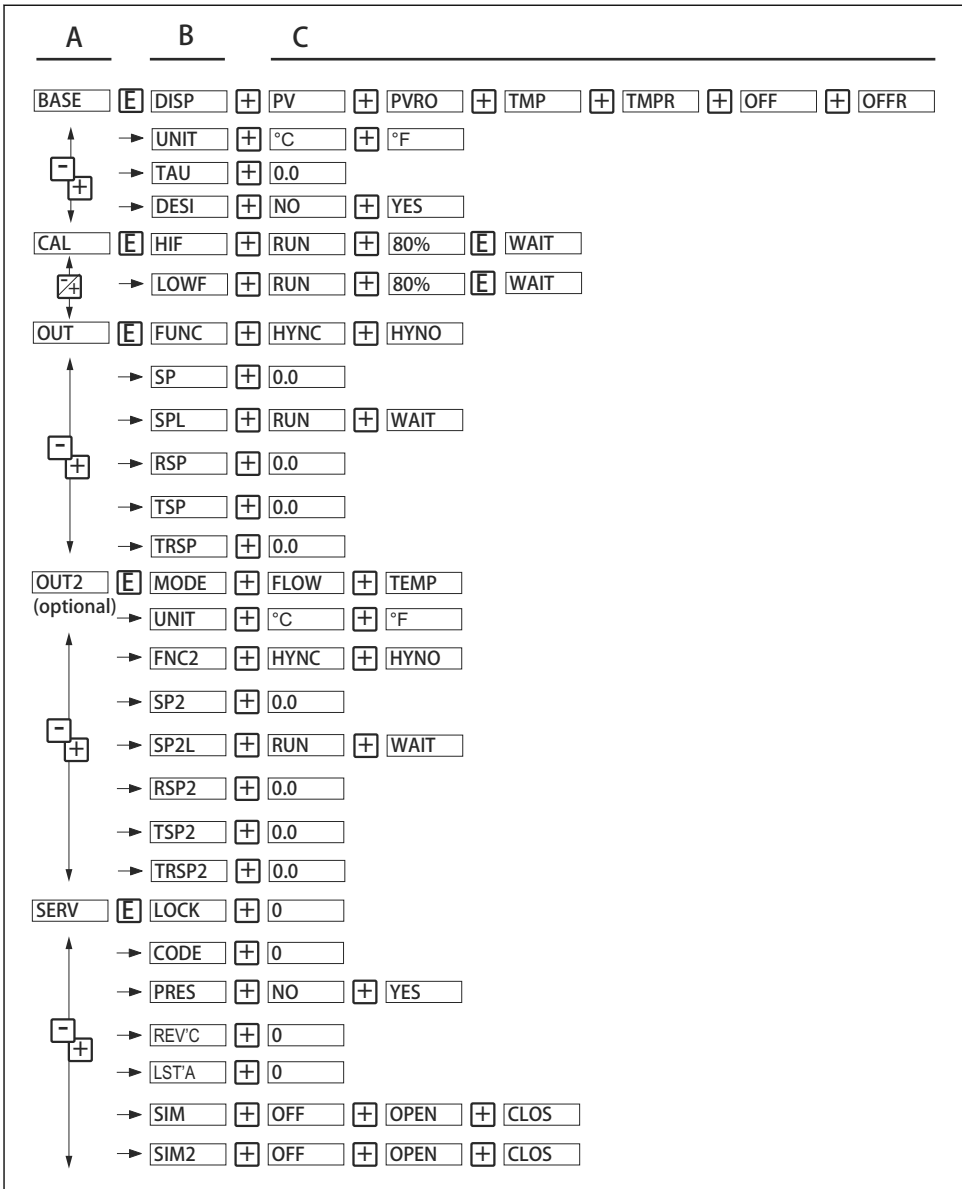 A B C
BASE E DISP + PV + PVRO + TMP + TMPR + OFF + OFFR
→ UNIT + °C + °F
- + → TAU + 0.0
→ DESI + NO + YES
CAL E HIF + RUN + 80% E WAIT
-/+ → LOWF + RUN + 80% E WAIT
OUT E FUNC + HYNC + HYNO
→ SP + 0.0
→ SPL + RUN + WAIT
- + → RSP + 0.0
→ TSP + 0.0
→ TRSP + 0.0
OUT2 E MODE + FLOW + TEMP
(optional) → UNIT + °C + °F
→ FNC2 + HYNC + HYNO
→ SP2 + 0.0
- + → SP2L + RUN + WAIT
→ RSP2 + 0.0
→ TSP2 + 0.0
→ TRSP2 + 0.0
SERV E LOCK + 0
→ CODE + 0
→ PRES + NO + YES
- + → REV'C + 0
→ LST'A + 0
→ SIM + OFF + OPEN + CLOS
→ SIM2 + OFF + OPEN + CLOS